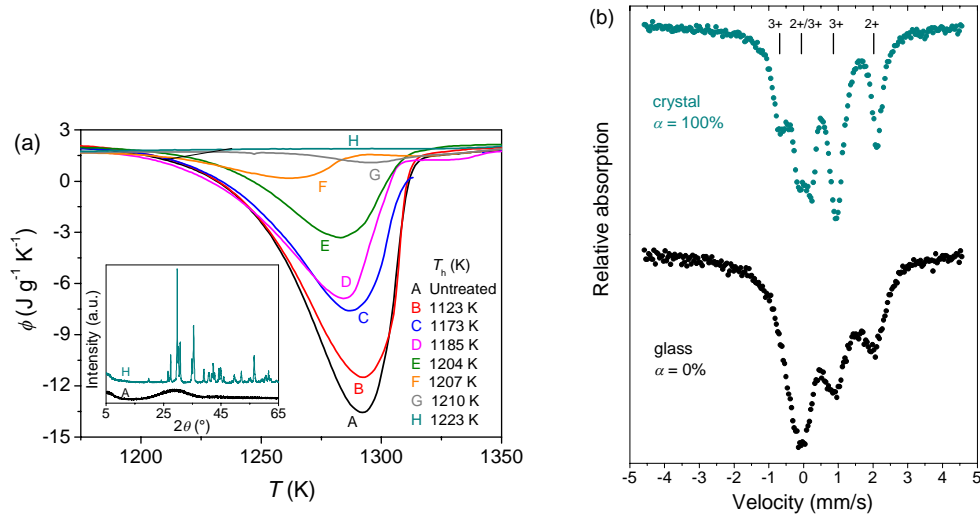 (a)
3
0
-3
-6
-9
-12
-15
ϕ (J g⁻¹ K⁻¹)
1200
1250
1300
1350
T (K)
H
G
F
E
D
C
B
A
T_h (K)
A Untreated
B 1123 K
C 1173 K
D 1185 K
E 1204 K
F 1207 K
G 1210 K
H 1223 K
Intensity (a.u.)
H
A
5
25
45
65
2θ (°)
(b)
3+ 2+/3+ 3+ 2+
crystal
α = 100%
glass
α = 0%
Relative absorption
-5 -4 -3 -2 -1 0 1 2 3 4 5
Velocity (mm/s)